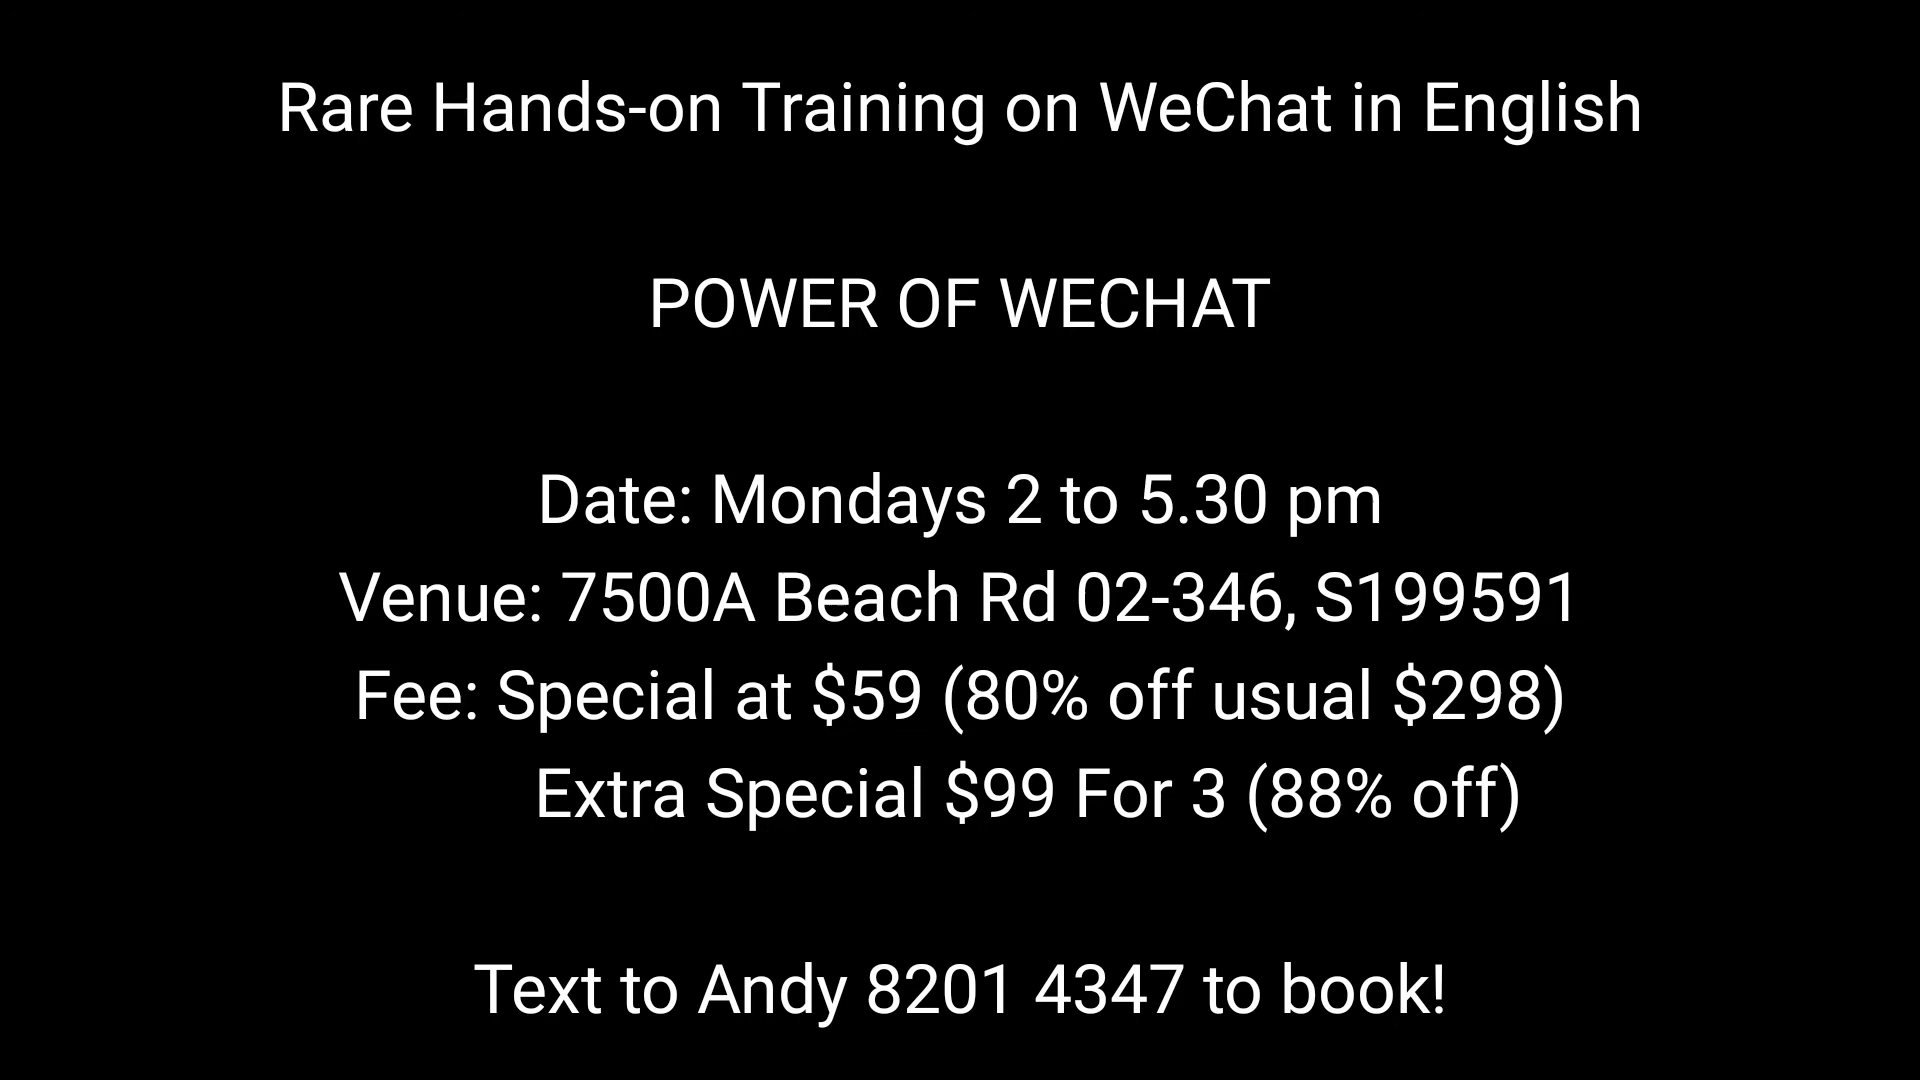 Rare Hands-on Training on WeChat in English
POWER OF WECHAT
Date: Mondays 2 to 5.30 pm
Venue: 7500A Beach Rd 02-346, S199591
Fee: Special at $59 (80% off usual $298)
Extra Special $99 For 3 (88% off)
Text to Andy 8201 4347 to book!